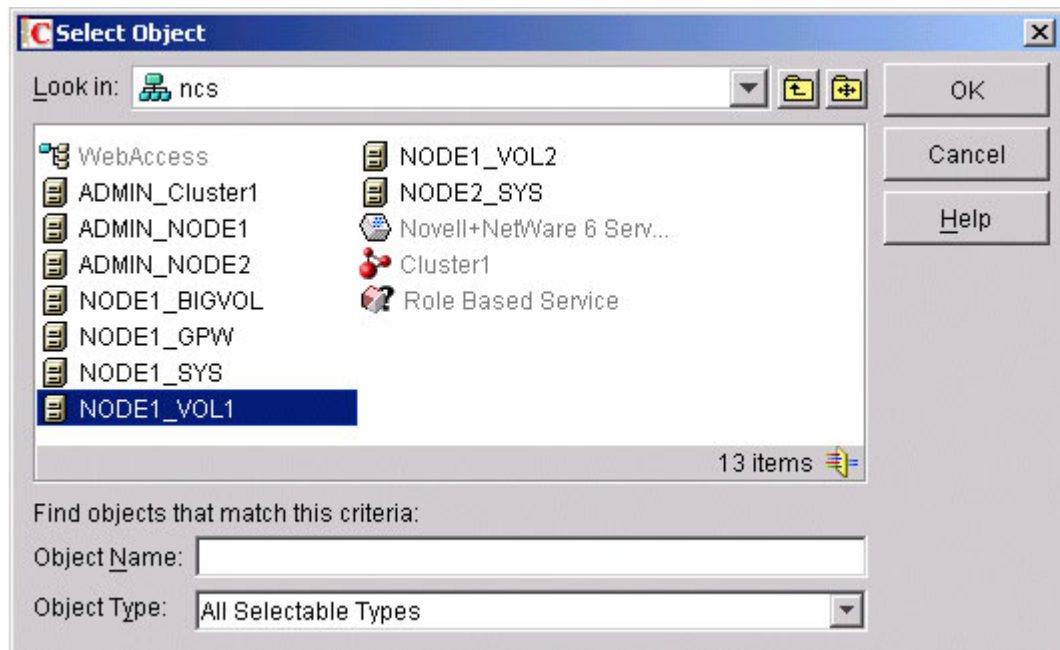 Select Object
Look in: ncs
OK
Cancel
Help
WebAccess
ADMIN_Cluster1
ADMIN_NODE1
ADMIN_NODE2
NODE1_BIGVOL
NODE1_GPW
NODE1_SYS
NODE1_VOL1
NODE1_VOL2
NODE2_SYS
Novell+NetWare 6 Serv...
Cluster1
Role Based Service
13 items
Find objects that match this criteria:
Object Name:
Object Type: All Selectable Types